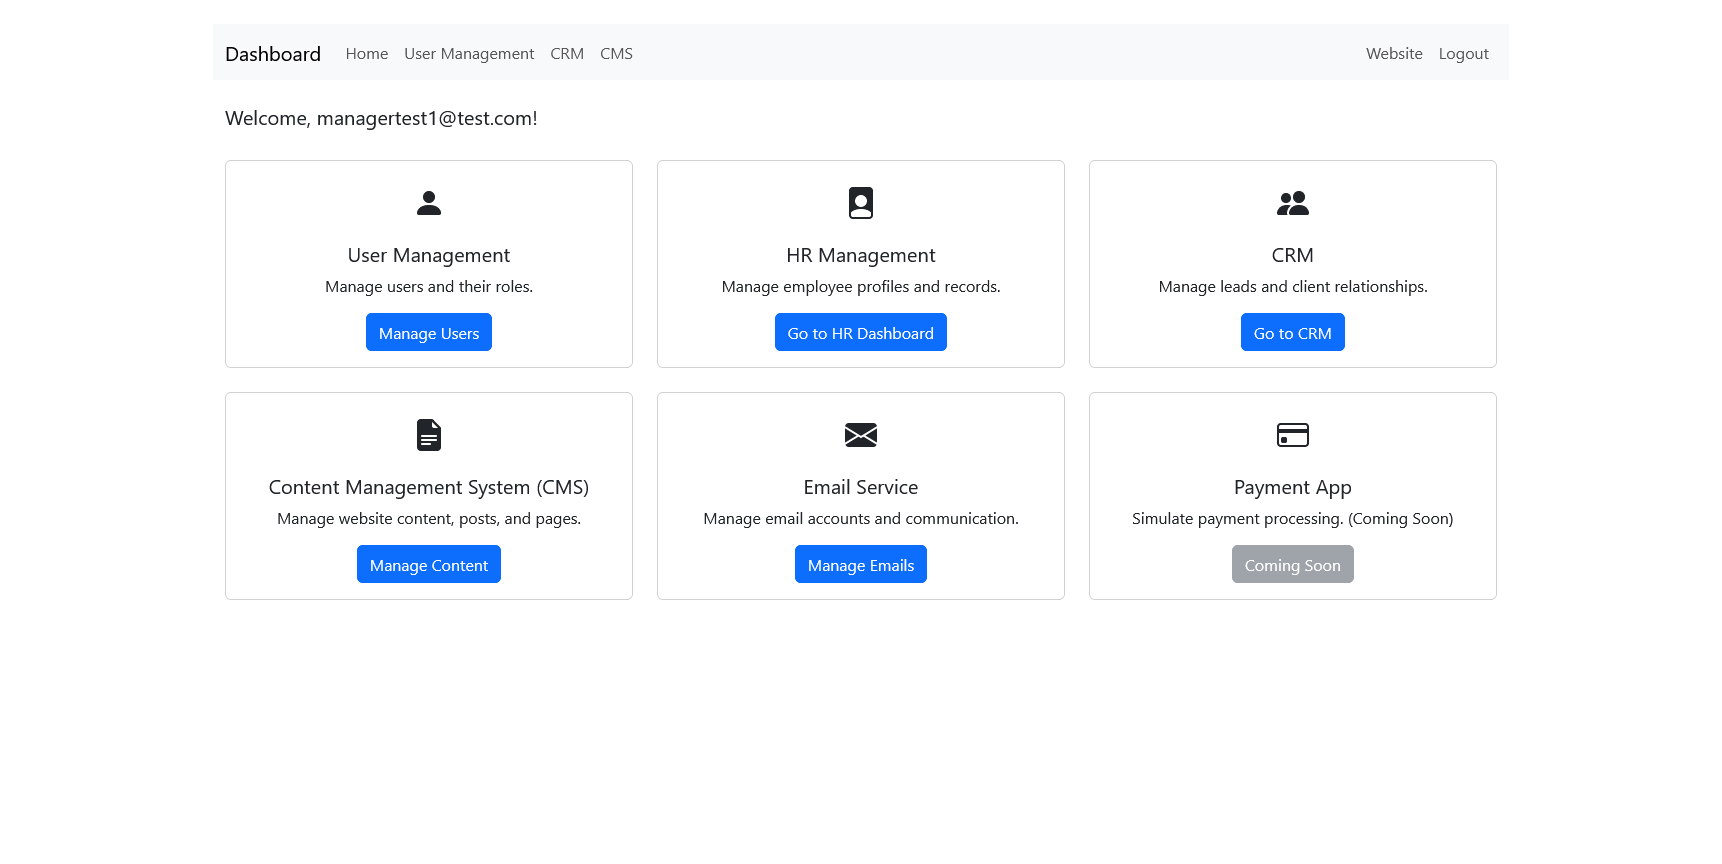 Dashboard Home User Management CRM CMS Website Logout
Welcome, managertest1@test.com!
User Management
Manage users and their roles.
Manage Users
HR Management
Manage employee profiles and records.
Go to HR Dashboard
CRM
Manage leads and client relationships.
Go to CRM
Content Management System (CMS)
Manage website content, posts, and pages.
Manage Content
Email Service
Manage email accounts and communication.
Manage Emails
Payment App
Simulate payment processing. (Coming Soon)
Coming Soon